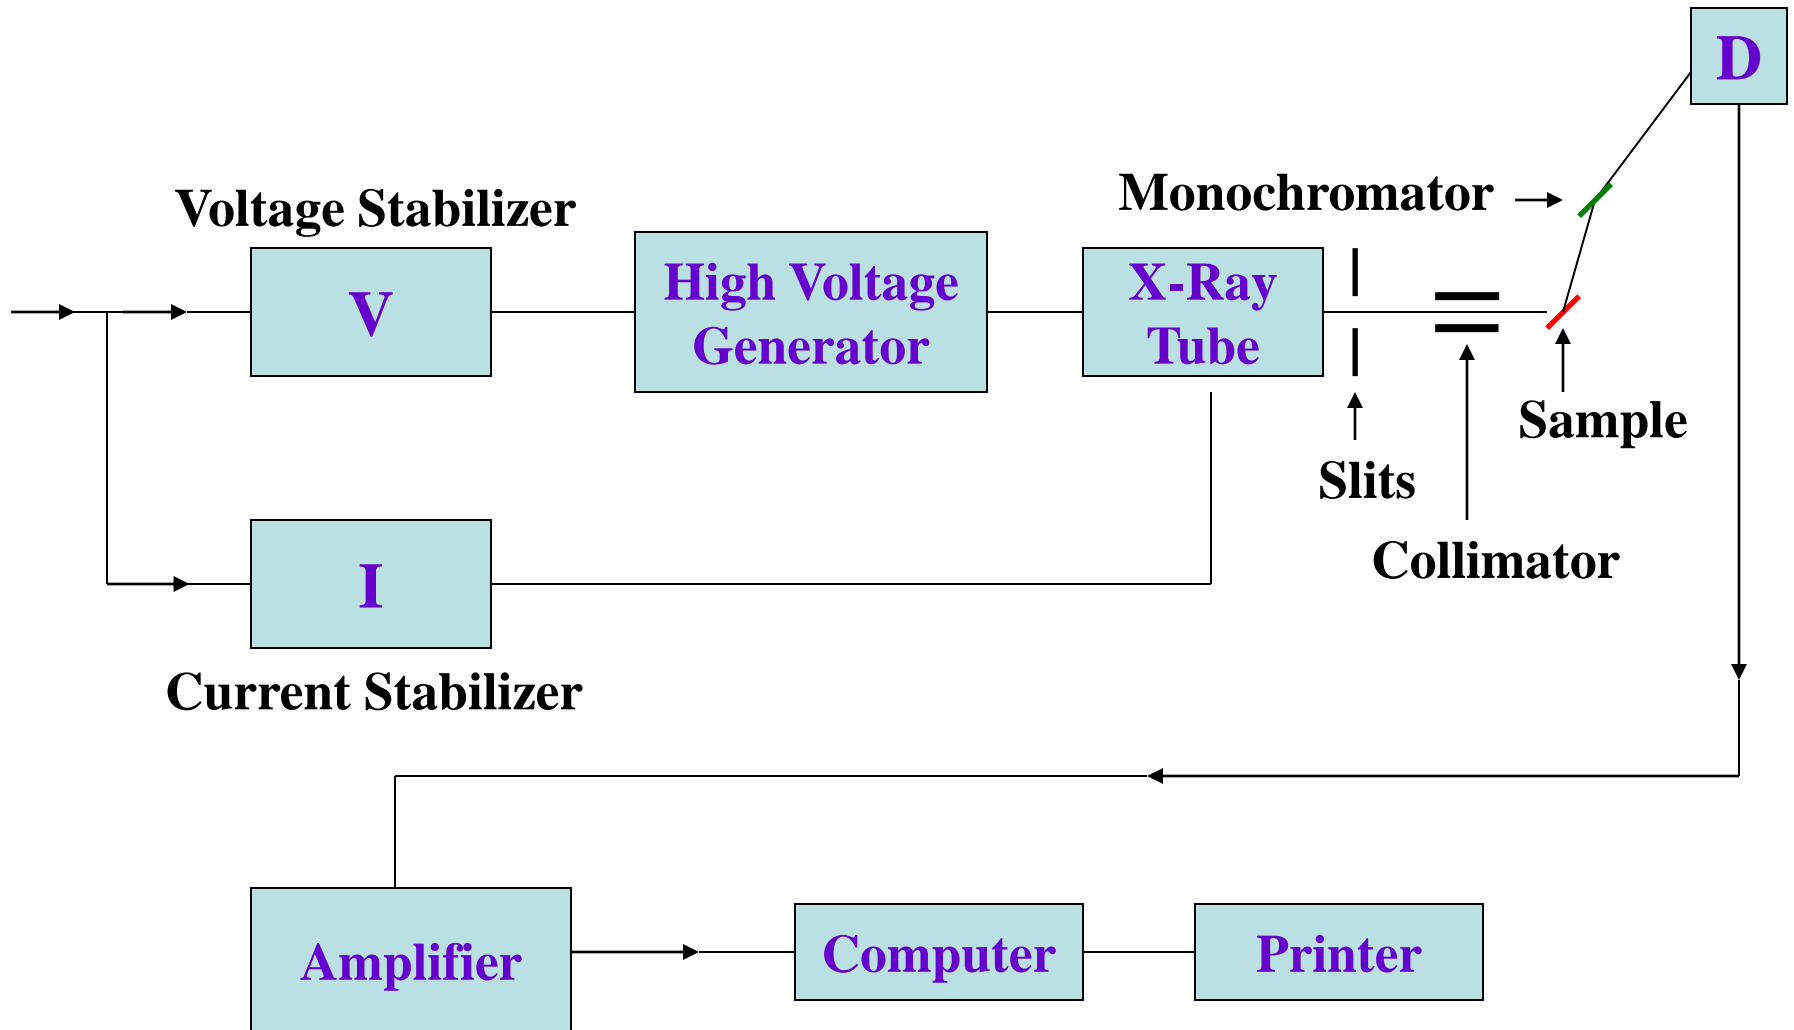 D
Monochromator
Voltage Stabilizer
V
High Voltage
Generator
X-Ray
Tube
Sample
Slits
Collimator
I
Current Stabilizer
Amplifier
Computer
Printer